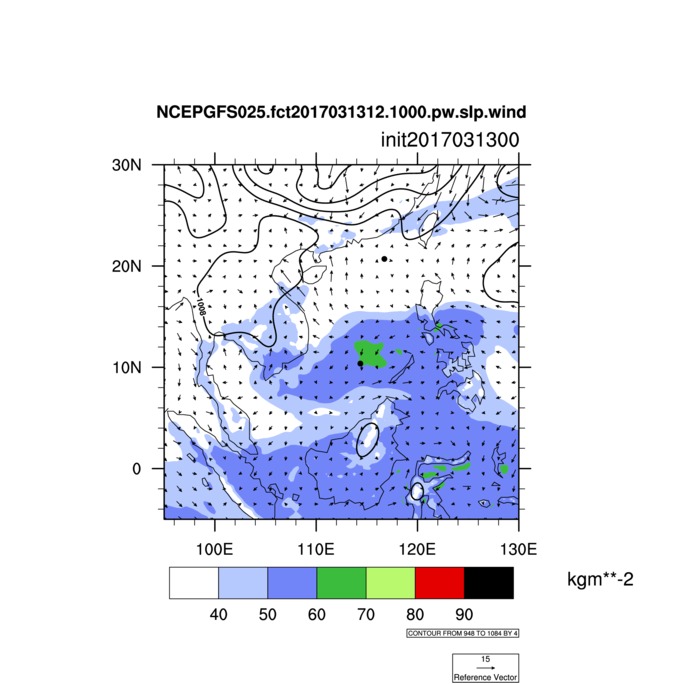 NCEPGFS025.fct2017031312.1000.pw.slp.wind
init2017031300
30N
20N
10N
0
1008
100E 110E 120E 130E
kgm**-2
40 50 60 70 80 90
CONTOUR FROM 948 TO 1084 BY 4
15
Reference Vector